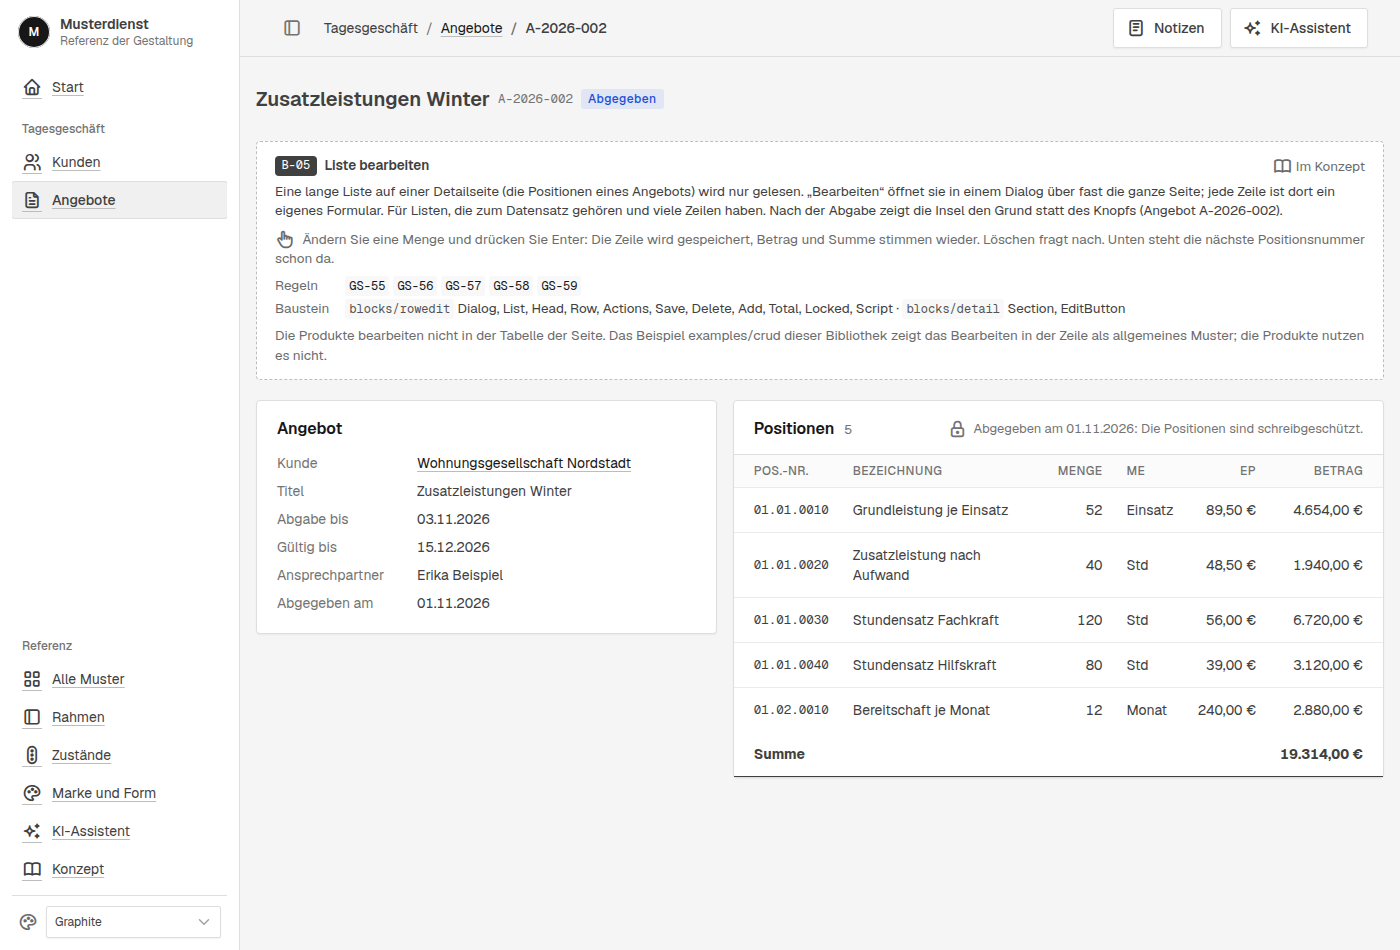 M
Musterdienst
Referenz der Gestaltung
Start
Tagesgeschäft
Kunden
Angebote
Referenz
Alle Muster
Rahmen
Zustände
Marke und Form
KI-Assistent
Konzept
Graphite
Tagesgeschäft / Angebote / A-2026-002
Notizen
KI-Assistent
Zusatzleistungen Winter A-2026-002 Abgegeben
B-05 Liste bearbeiten
Im Konzept
Eine lange Liste auf einer Detailseite (die Positionen eines Angebots) wird nur gelesen. „Bearbeiten“ öffnet sie in einem Dialog über fast die ganze Seite; jede Zeile ist dort ein
eigenes Formular. Für Listen, die zum Datensatz gehören und viele Zeilen haben. Nach der Abgabe zeigt die Insel den Grund statt des Knopfs (Angebot A-2026-002).
Ändern Sie eine Menge und drücken Sie Enter: Die Zeile wird gespeichert, Betrag und Summe stimmen wieder. Löschen fragt nach. Unten steht die nächste Positionsnummer
schon da.
Regeln GS-55 GS-56 GS-57 GS-58 GS-59
Baustein blocks/rowedit Dialog, List, Head, Row, Actions, Save, Delete, Add, Total, Locked, Script · blocks/detail Section, EditButton
Die Produkte bearbeiten nicht in der Tabelle der Seite. Das Beispiel examples/crud dieser Bibliothek zeigt das Bearbeiten in der Zeile als allgemeines Muster; die Produkte nutzen
es nicht.
Angebot
Kunde Wohnungsgesellschaft Nordstadt
Titel Zusatzleistungen Winter
Abgabe bis 03.11.2026
Gültig bis 15.12.2026
Ansprechpartner Erika Beispiel
Abgegeben am 01.11.2026
Positionen 5
Abgegeben am 01.11.2026: Die Positionen sind schreibgeschützt.
POS.-NR. BEZEICHNUNG MENGE ME EP BETRAG
01.01.0010 Grundleistung je Einsatz 52 Einsatz 89,50 € 4.654,00 €
01.01.0020 Zusatzleistung nach Aufwand 40 Std 48,50 € 1.940,00 €
01.01.0030 Stundensatz Fachkraft 120 Std 56,00 € 6.720,00 €
01.01.0040 Stundensatz Hilfskraft 80 Std 39,00 € 3.120,00 €
01.02.0010 Bereitschaft je Monat 12 Monat 240,00 € 2.880,00 €
Summe 19.314,00 €